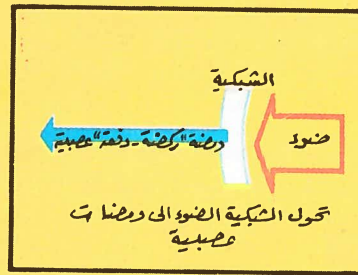 الشبكية
ضوء
ومضة "ركضة - دفعة" عصبية
تحول الشبكية الضوء الى ومضات
عصبية